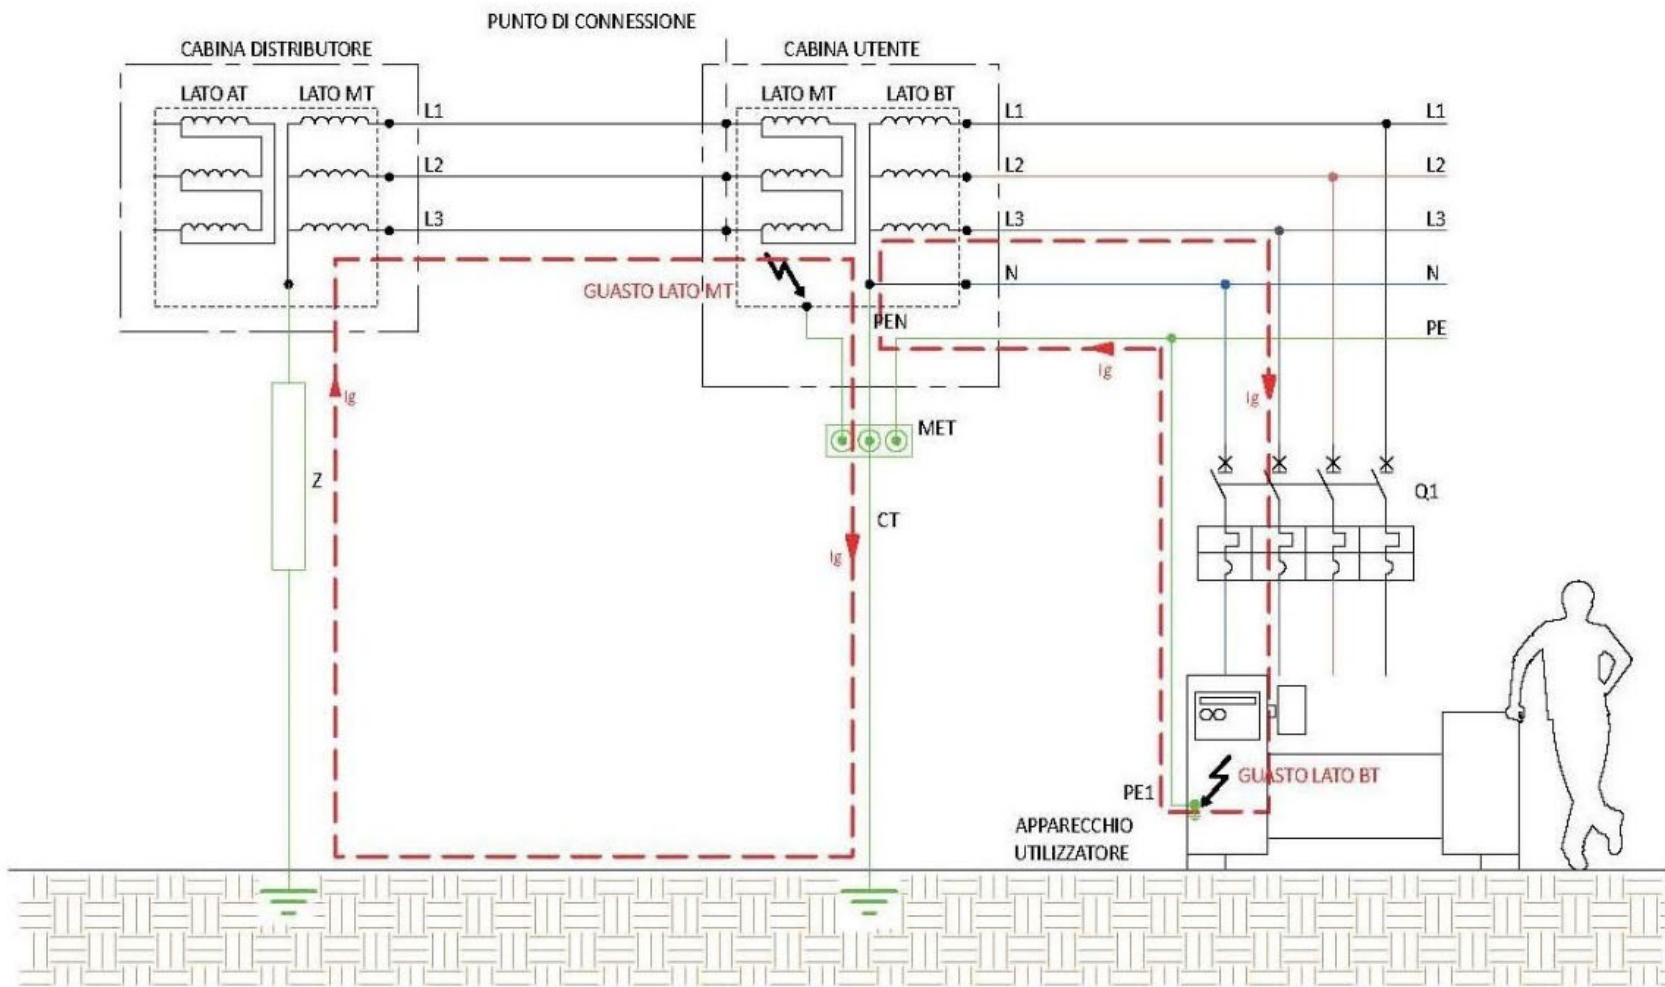 PUNTO DI CONNESSIONE
CABINA DISTRIBUTORE
CABINA UTENTE
LATO AT
LATO MT
LATO MT
LATO BT
L1
L1
L1
L2
L2
L2
L3
L3
L3
N
N
GUASTO LATO MT
PEN
PE
Ig
Ig
Ig
MET
Z
Q1
CT
Ig
GUASTO LATO BT
PE1
APPARECCHIO
UTILIZZATORE